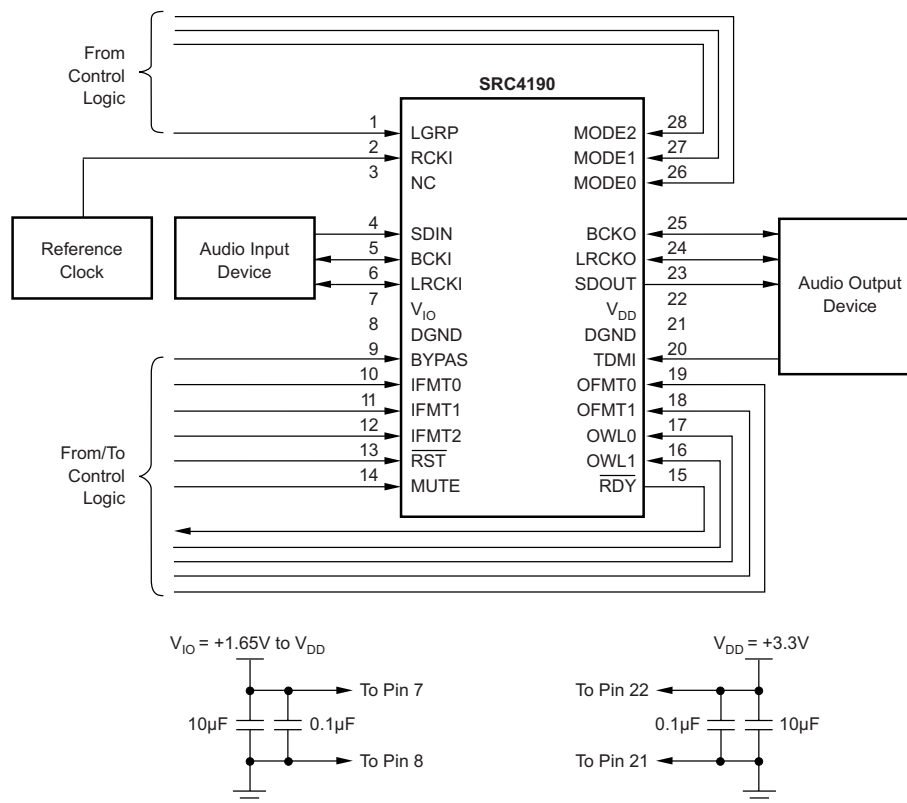 From
Control
Logic
SRC4190
1 LGRP MODE2 28
2 RCKI MODE1 27
3 NC MODE0 26
Reference
Clock
Audio Input
Device
4 SDIN BCKO 25
5 BCKI LRCKO 24
6 LRCKI SDOUT 23
7 VIO VDD 22
8 DGND DGND 21
9 BYPAS TDMI 20
10 IFMT0 OFMT0 19
11 IFMT1 OFMT1 18
12 IFMT2 OWL0 17
13 RST OWL1 16
14 MUTE RDY 15
Audio Output
Device
From/To
Control
Logic
VIO = +1.65V to VDD
To Pin 7
10µF 0.1µF
To Pin 8
VDD = +3.3V
To Pin 22
0.1µF 10µF
To Pin 21